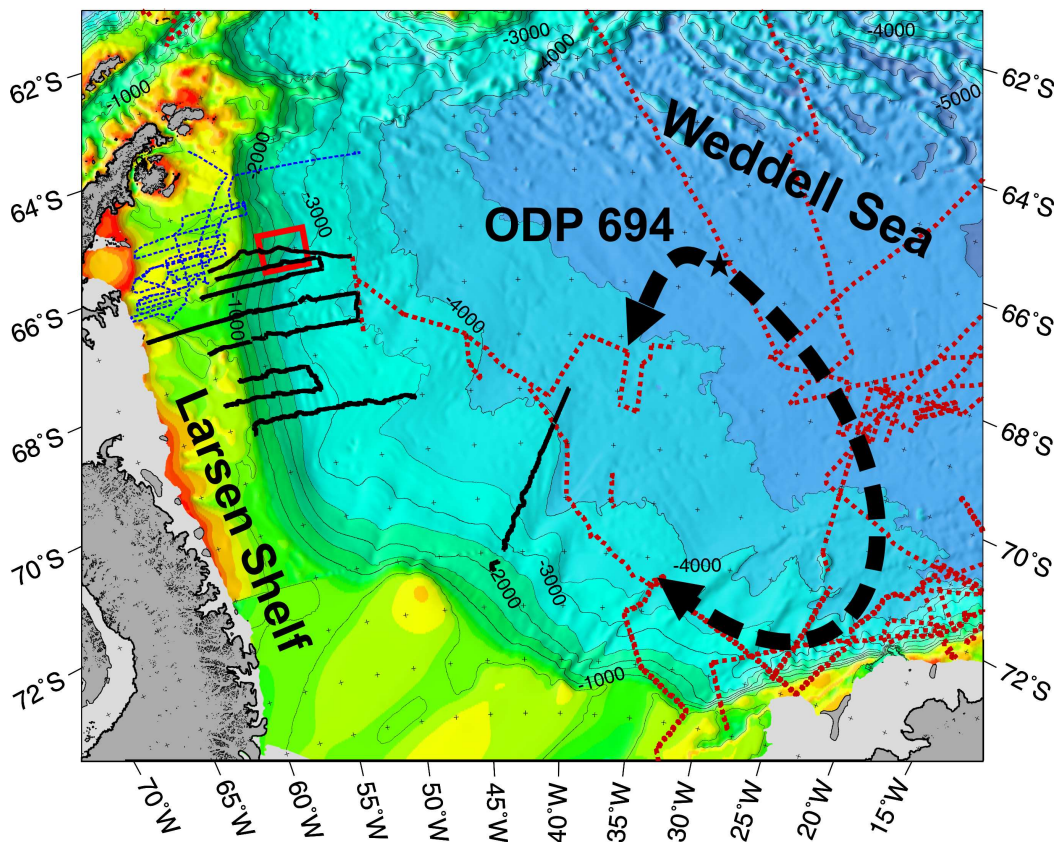 -3000
-4000
-4000
-5000
-1000
-2000
62°S
64°S
66°S
68°S
70°S
72°S
62°S
64°S
66°S
68°S
70°S
72°S
Weddell Sea
ODP 694
-3000
-1000
-4000
Larsen Shelf
-4000
-3000
-2000
-1000
70°W
65°W
60°W
55°W
50°W
45°W
40°W
35°W
30°W
25°W
20°W
15°W